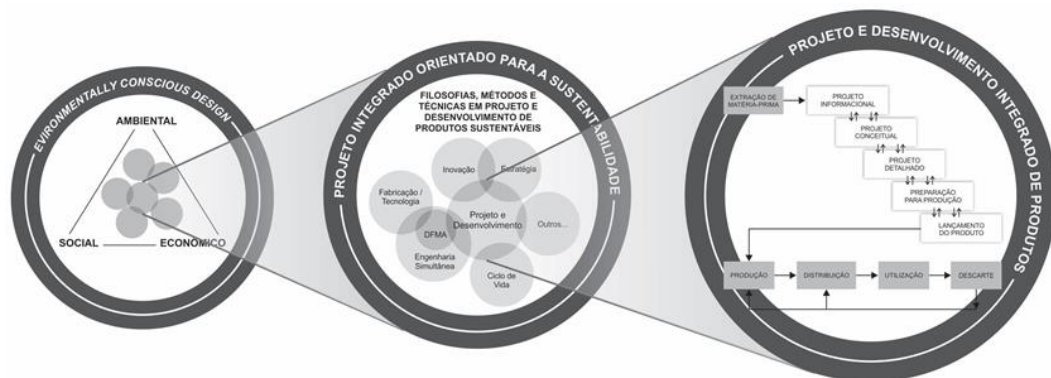 EVIRONMENTALLY CONSCIOUS DESIGN
AMBIENTAL
SOCIAL
ECONÔMICO
PROJETO INTEGRADO ORIENTADO PARA A SUSTENTABILIDADE
FILOSOFIAS, MÉTODOS E
TÉCNICAS EM PROJETO E
DESENVOLVIMENTO DE
PRODUTOS SUSTENTÁVEIS
Inovação
Estratégia
Fabricação /
Tecnologia
Projeto e
Desenvolvimento
Outros...
DFMA
Engenharia
Simultânea
Ciclo de
Vida
PROJETO E DESENVOLVIMENTO INTEGRADO DE PRODUTOS
EXTRAÇÃO DE
MATÉRIA-PRIMA
PROJETO
INFORMACIONAL
PROJETO
CONCEITUAL
PROJETO
DETALHADO
PREPARAÇÃO
PARA PRODUÇÃO
LANÇAMENTO
DO PRODUTO
PRODUÇÃO
DISTRIBUIÇÃO
UTILIZAÇÃO
DESCARTE